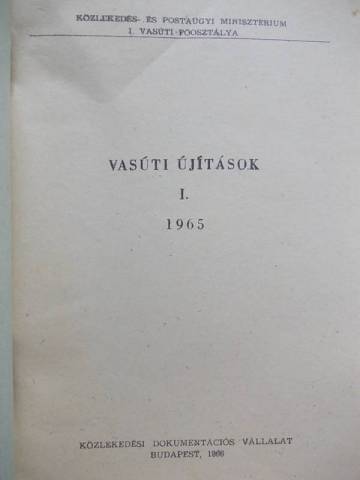 KÖZLEKEDÉS- ÉS POSTAÜGYI MINISZTÉRIUM
I. VASÚTI FŐOSZTÁLYA
VASÚTI ÚJÍTÁSOK
I.
1965
KÖZLEKEDÉSI DOKUMENTÁCIÓS VÁLLALAT
BUDAPEST, 1966